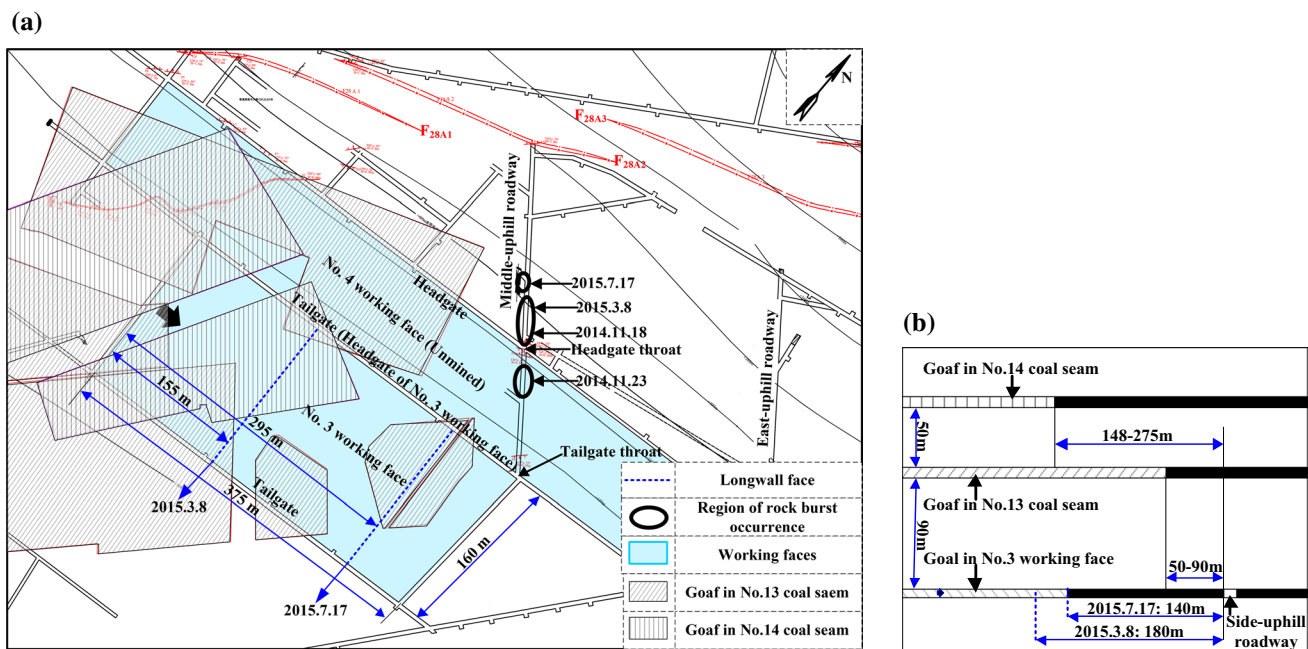 (a)
N
F28A1
F28A3
F28A2
Middle-uphill roadway
East-uphill roadway
Headgate
No. 4 working face (Unmined)
Tailgate (Headgate of No. 3 working face)
No. 3 working face
Tailgate
2015.7.17
2015.3.8
2014.11.18
Headgate throat
2014.11.23
Tailgate throat
155 m
295 m
375 m
160 m
2015.3.8
2015.7.17
Longwall face
Region of rock burst
occurrence
Working faces
Goaf in No.13 coal saem
Goaf in No.14 coal seam
(b)
Goaf in No.14 coal seam
50m
148-275m
Goaf in No.13 coal seam
90m
Goal in No.3 working face
50-90m
2015.7.17: 140m
2015.3.8: 180m
Side-uphill
roadway